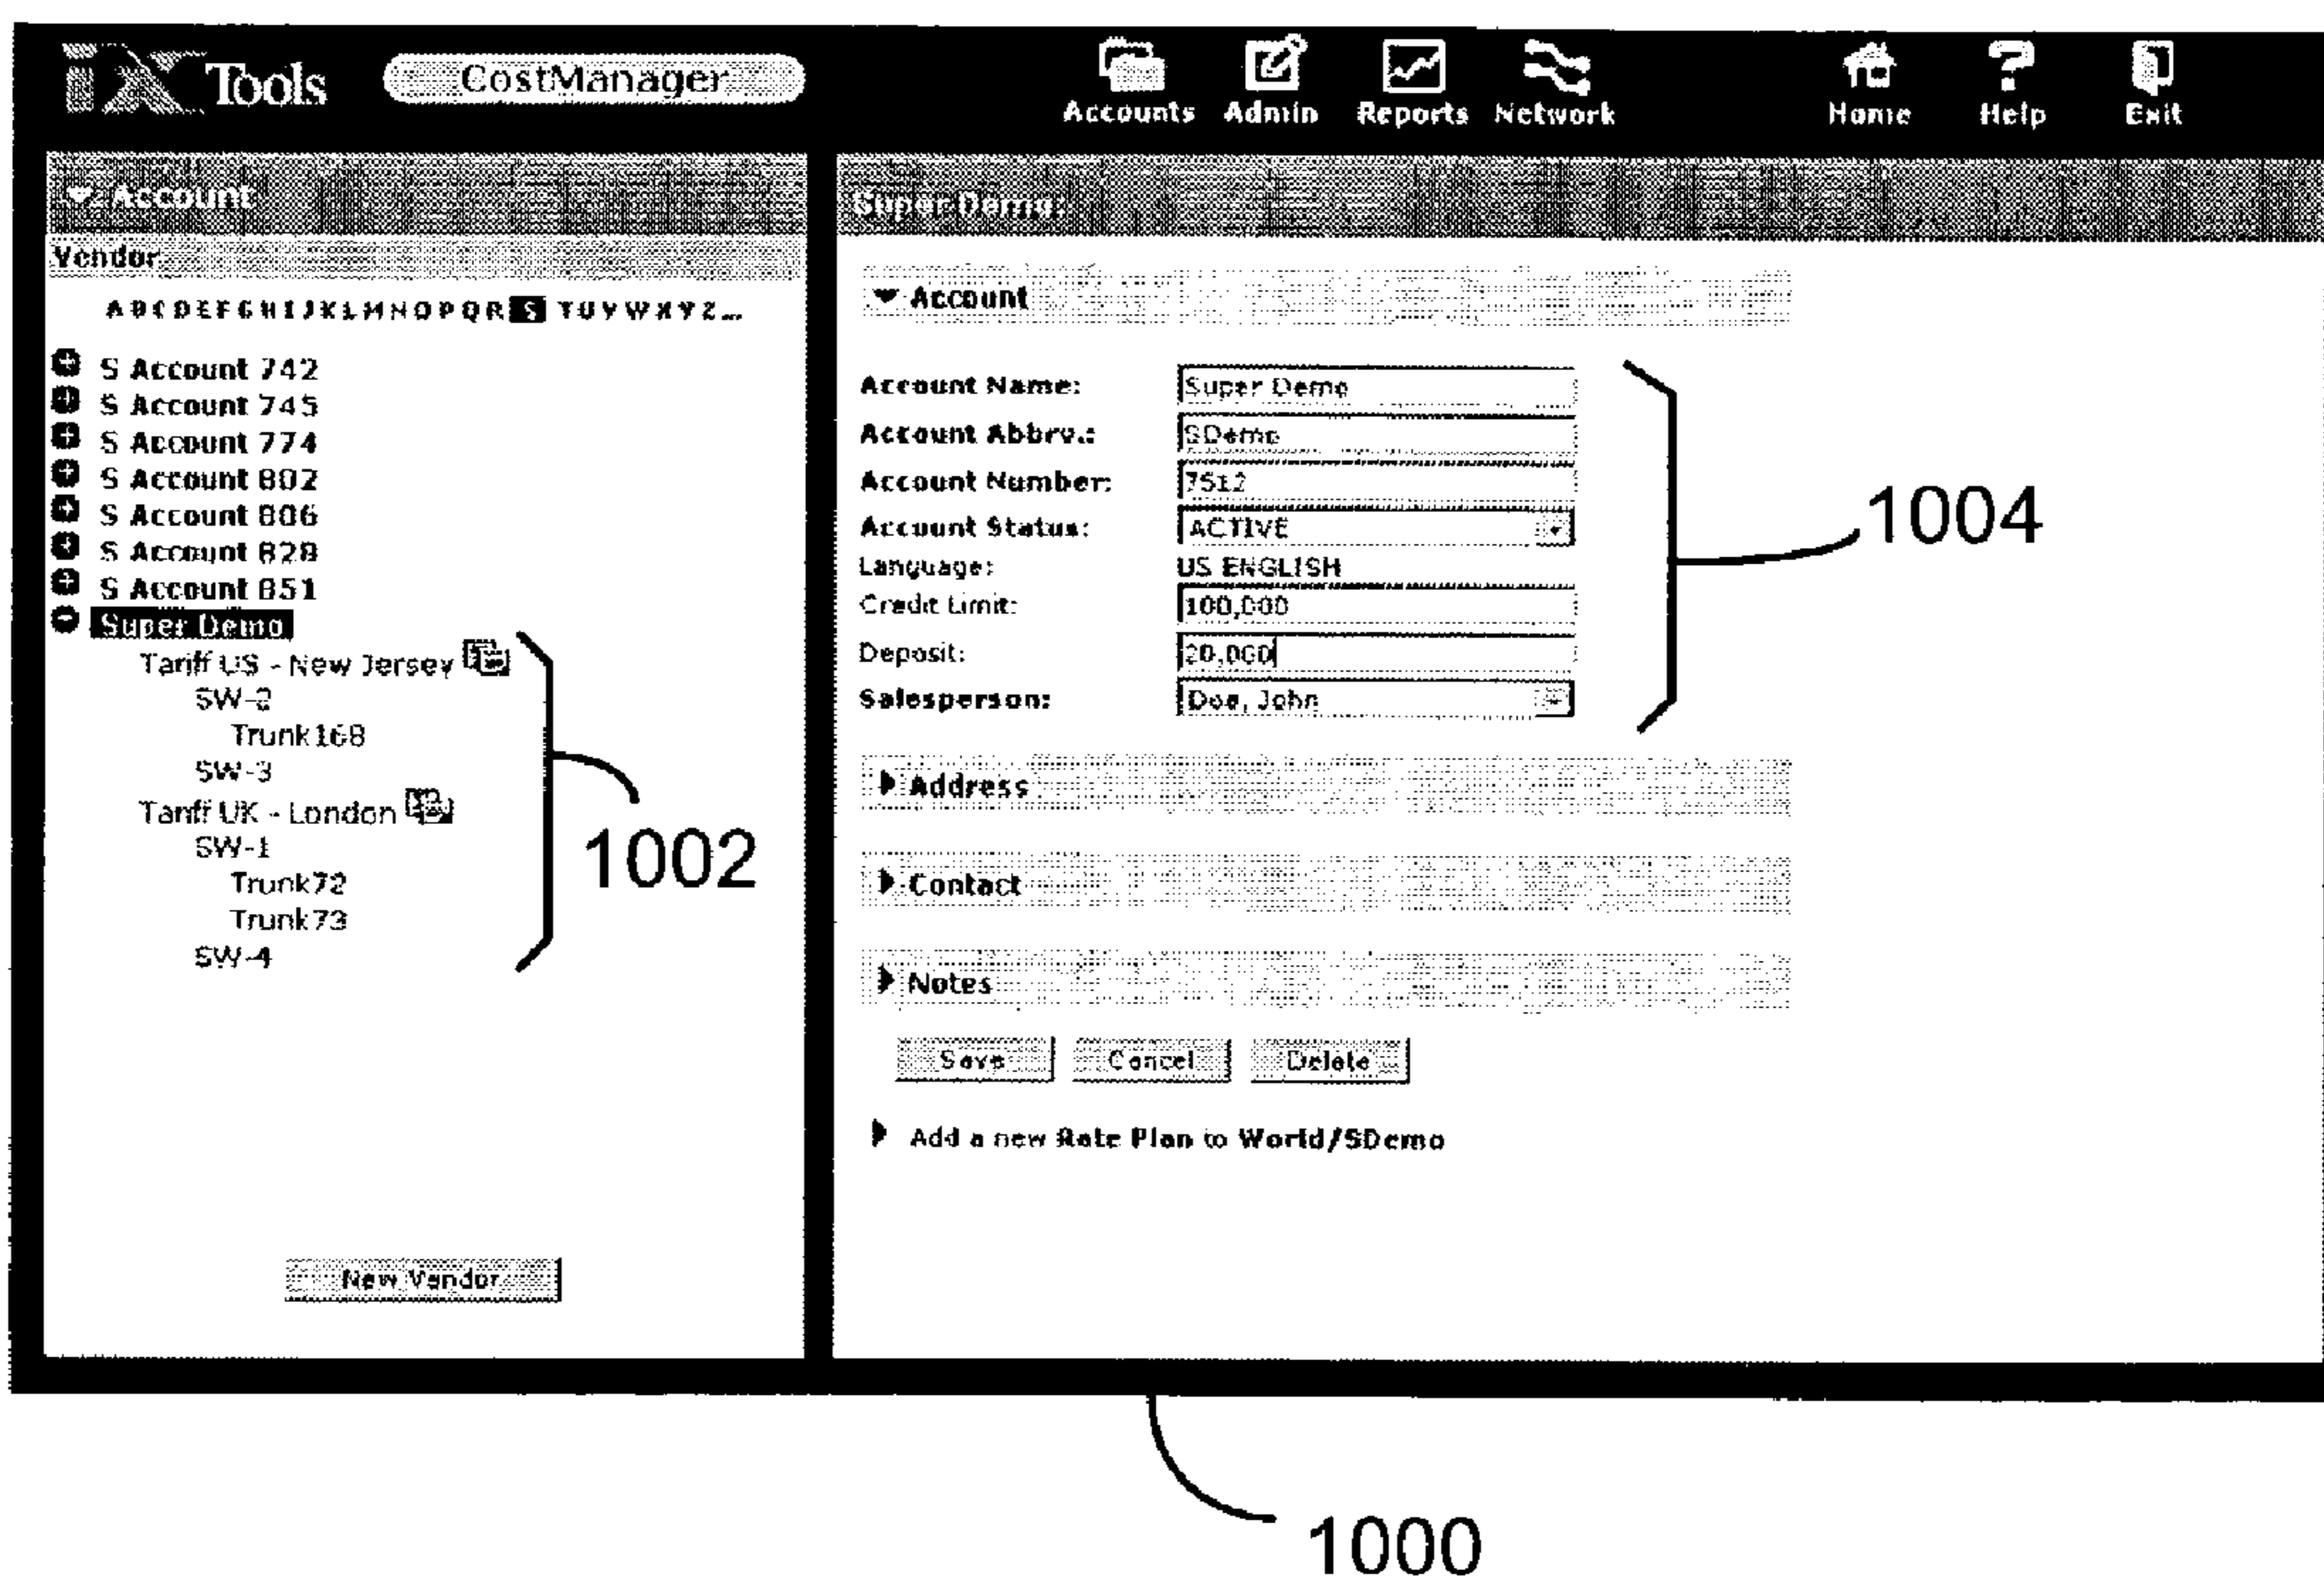 iX Tools CostManager Accounts Admin Reports Network Home Help Exit
Account
Vendor
A B C D E F G H I J K L M N O P Q R S T U V W X Y Z ...
S Account 742
S Account 745
S Account 774
S Account 802
S Account 806
S Account 828
S Account 851
Super Demo
Tariff US - New Jersey
SW-2
Trunk168
SW-3
Tariff UK - London
SW-1
Trunk72
Trunk73
SW-4
1002
New Vendor
Super Demo:
Account
Account Name: Super Demo
Account Abbrv.: SDemo
Account Number: 7512
Account Status: ACTIVE
Language: US ENGLISH
Credit Limit: 100,000
Deposit: 20,000
Salesperson: Doe, John
1004
Address
Contact
Notes
Save Cancel Delete
Add a new Rate Plan to World/SDemo
1000